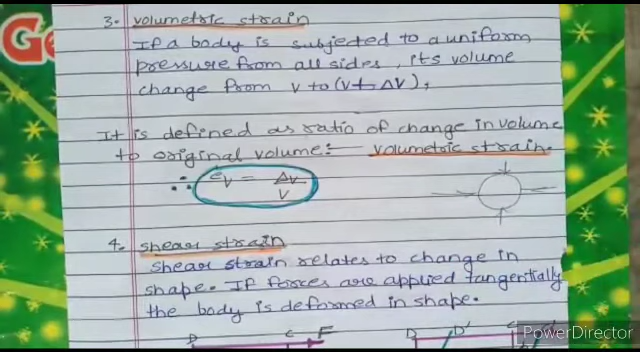 Ge
3. volumetric strain
If a body is subjected to a uniform
pressure from all sides, its volume
change from v to (v+ Δv),
It is defined as ratio of change in volume
to original volume:- volumetric strain.
∴ ev = Δv/v
4. shear strain
shear strain relates to change in
shape. If forces are applied tangentially
the body is deformed in shape.
D C F D D' C
PowerDirector